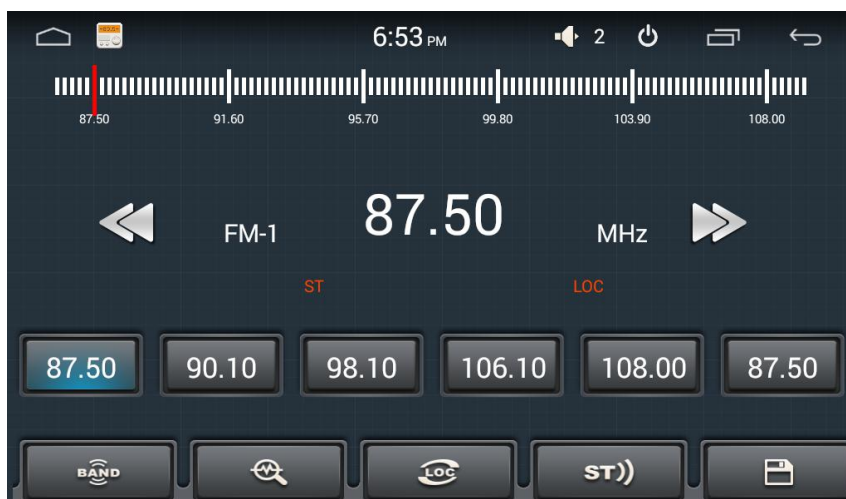 6:53 PM 2
87.50 91.60 95.70 99.80 103.90 108.00
FM-1 87.50 MHz
ST LOC
87.50 90.10 98.10 106.10 108.00 87.50
BAND LOC ST))